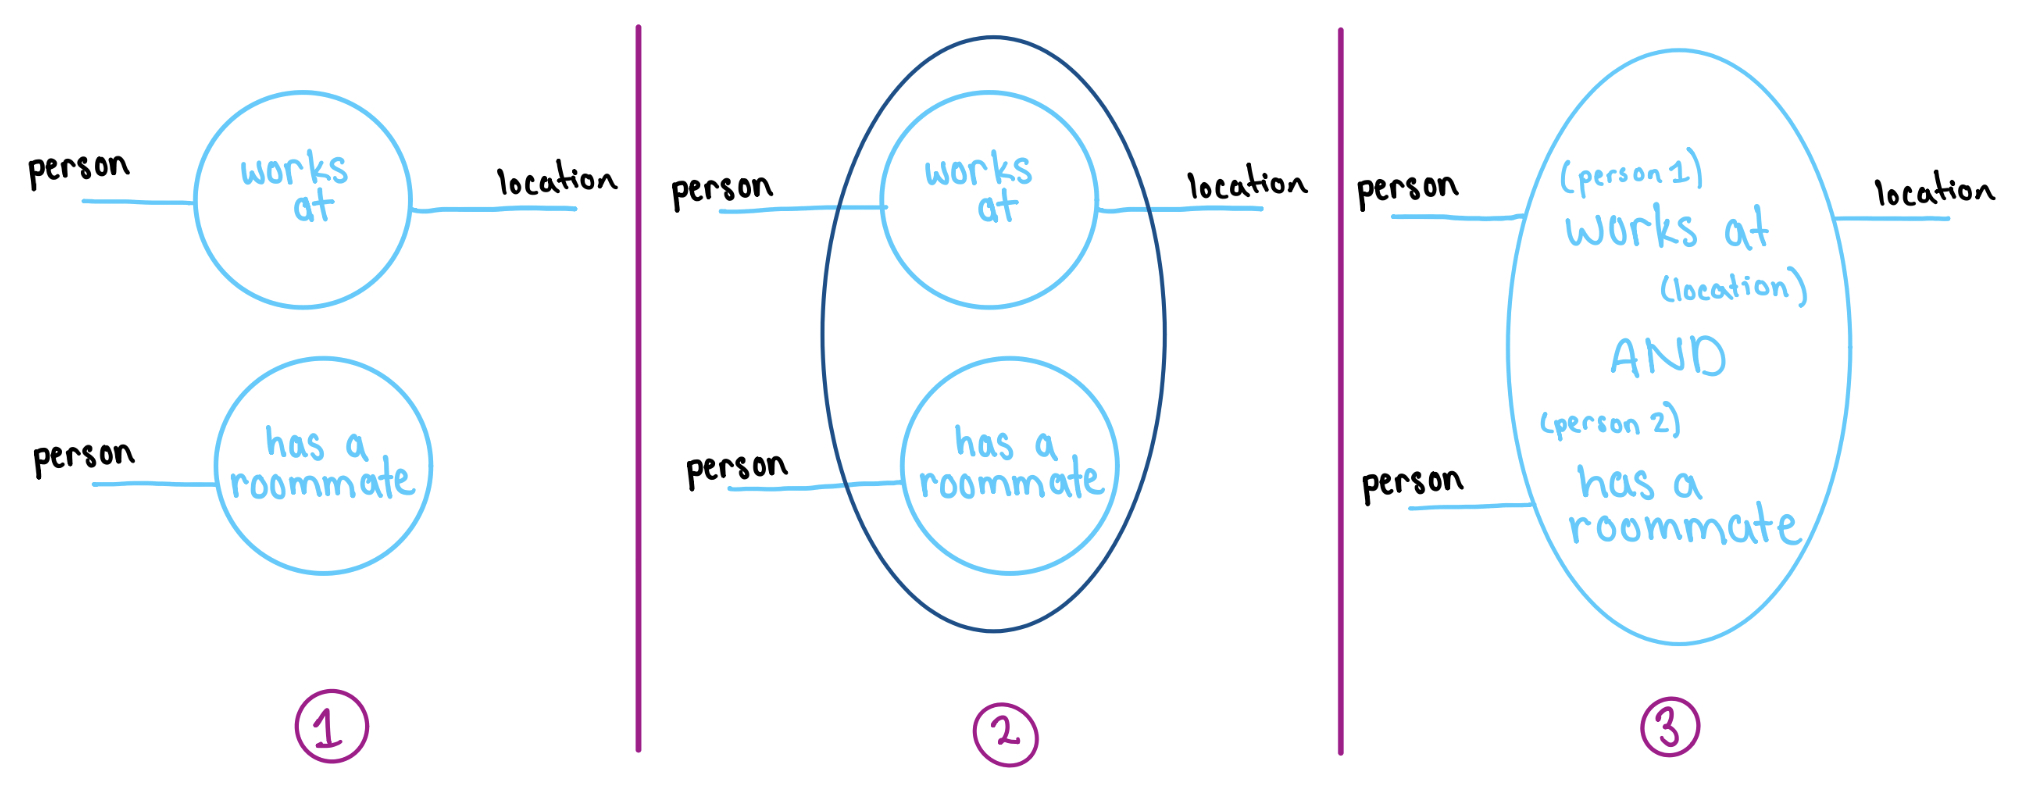 person
works
at
location
person
has a
roommate
1
person
works
at
location
person
has a
roommate
2
person
(person 1)
works at
(location)
location
AND
(person 2)
person
has a
roommate
3